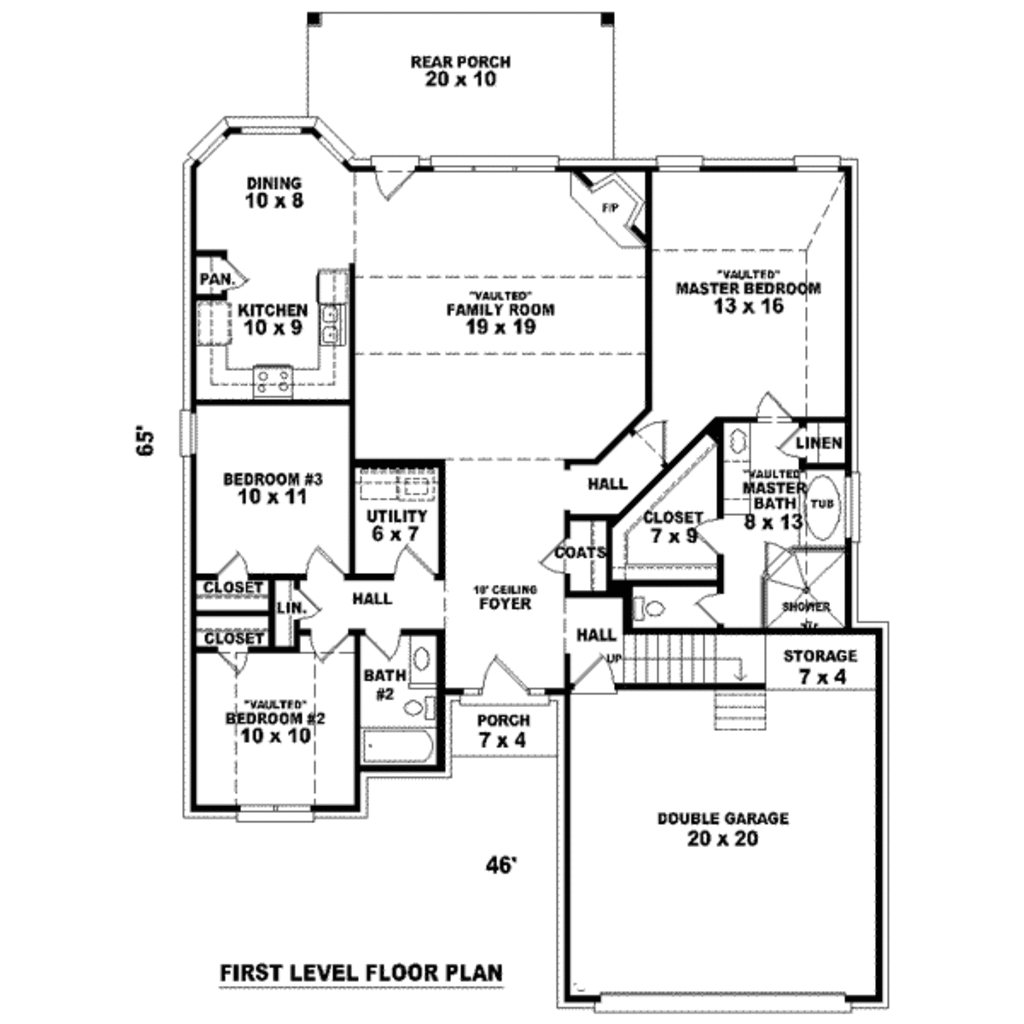 REAR PORCH
20 x 10
DINING
10 x 8
F/P
PAN.
KITCHEN
10 x 9
"VAULTED"
FAMILY ROOM
19 x 19
"VAULTED"
MASTER BEDROOM
13 x 16
65'
BEDROOM #3
10 x 11
UTILITY
6 x 7
HALL
LINEN
"VAULTED"
MASTER
BATH
8 x 13
TUB
CLOSET
7 x 9
COATS
CLOSET
LIN.
HALL
10' CEILING
FOYER
SHOWER
CLOSET
HALL
UP
STORAGE
7 x 4
BATH
#2
"VAULTED"
BEDROOM #2
10 x 10
PORCH
7 x 4
DOUBLE GARAGE
20 x 20
46'
FIRST LEVEL FLOOR PLAN